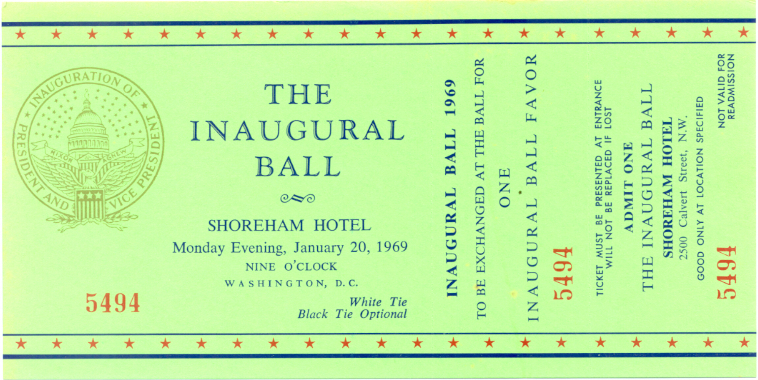 INAUGURATION OF
PRESIDENT AND VICE PRESIDENT
THE
INAUGURAL
BALL
SHOREHAM HOTEL
Monday Evening, January 20, 1969
NINE O'CLOCK
WASHINGTON, D.C.
White Tie
Black Tie Optional
5494
INAUGURAL BALL 1969
TO BE EXCHANGED AT THE BALL FOR
ONE
INAUGURAL BALL FAVOR
5494
TICKET MUST BE PRESENTED AT ENTRANCE
WILL NOT BE REPLACED IF LOST
ADMIT ONE
THE INAUGURAL BALL
SHOREHAM HOTEL
2500 Calvert Street, N.W.
GOOD ONLY AT LOCATION SPECIFIED
NOT VALID FOR
READMISSION
5494